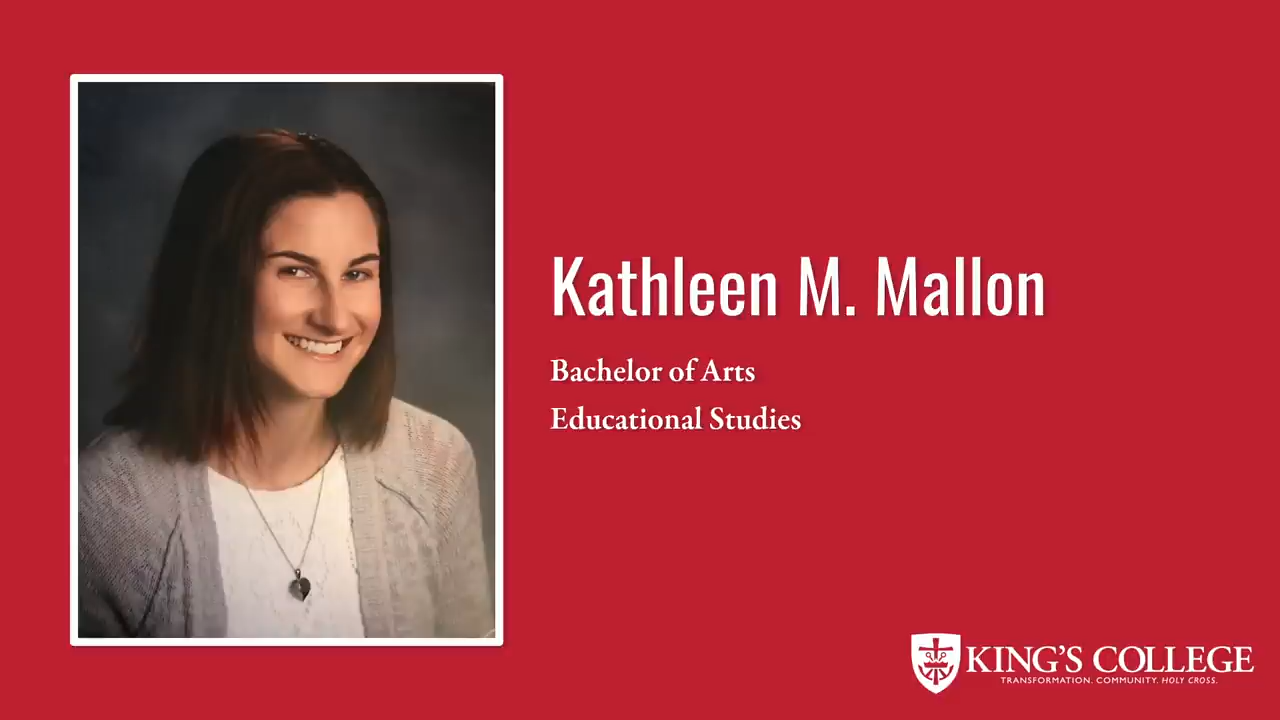 Kathleen M. Mallon
Bachelor of Arts
Educational Studies
KING'S COLLEGE
TRANSFORMATION. COMMUNITY. HOLY CROSS.